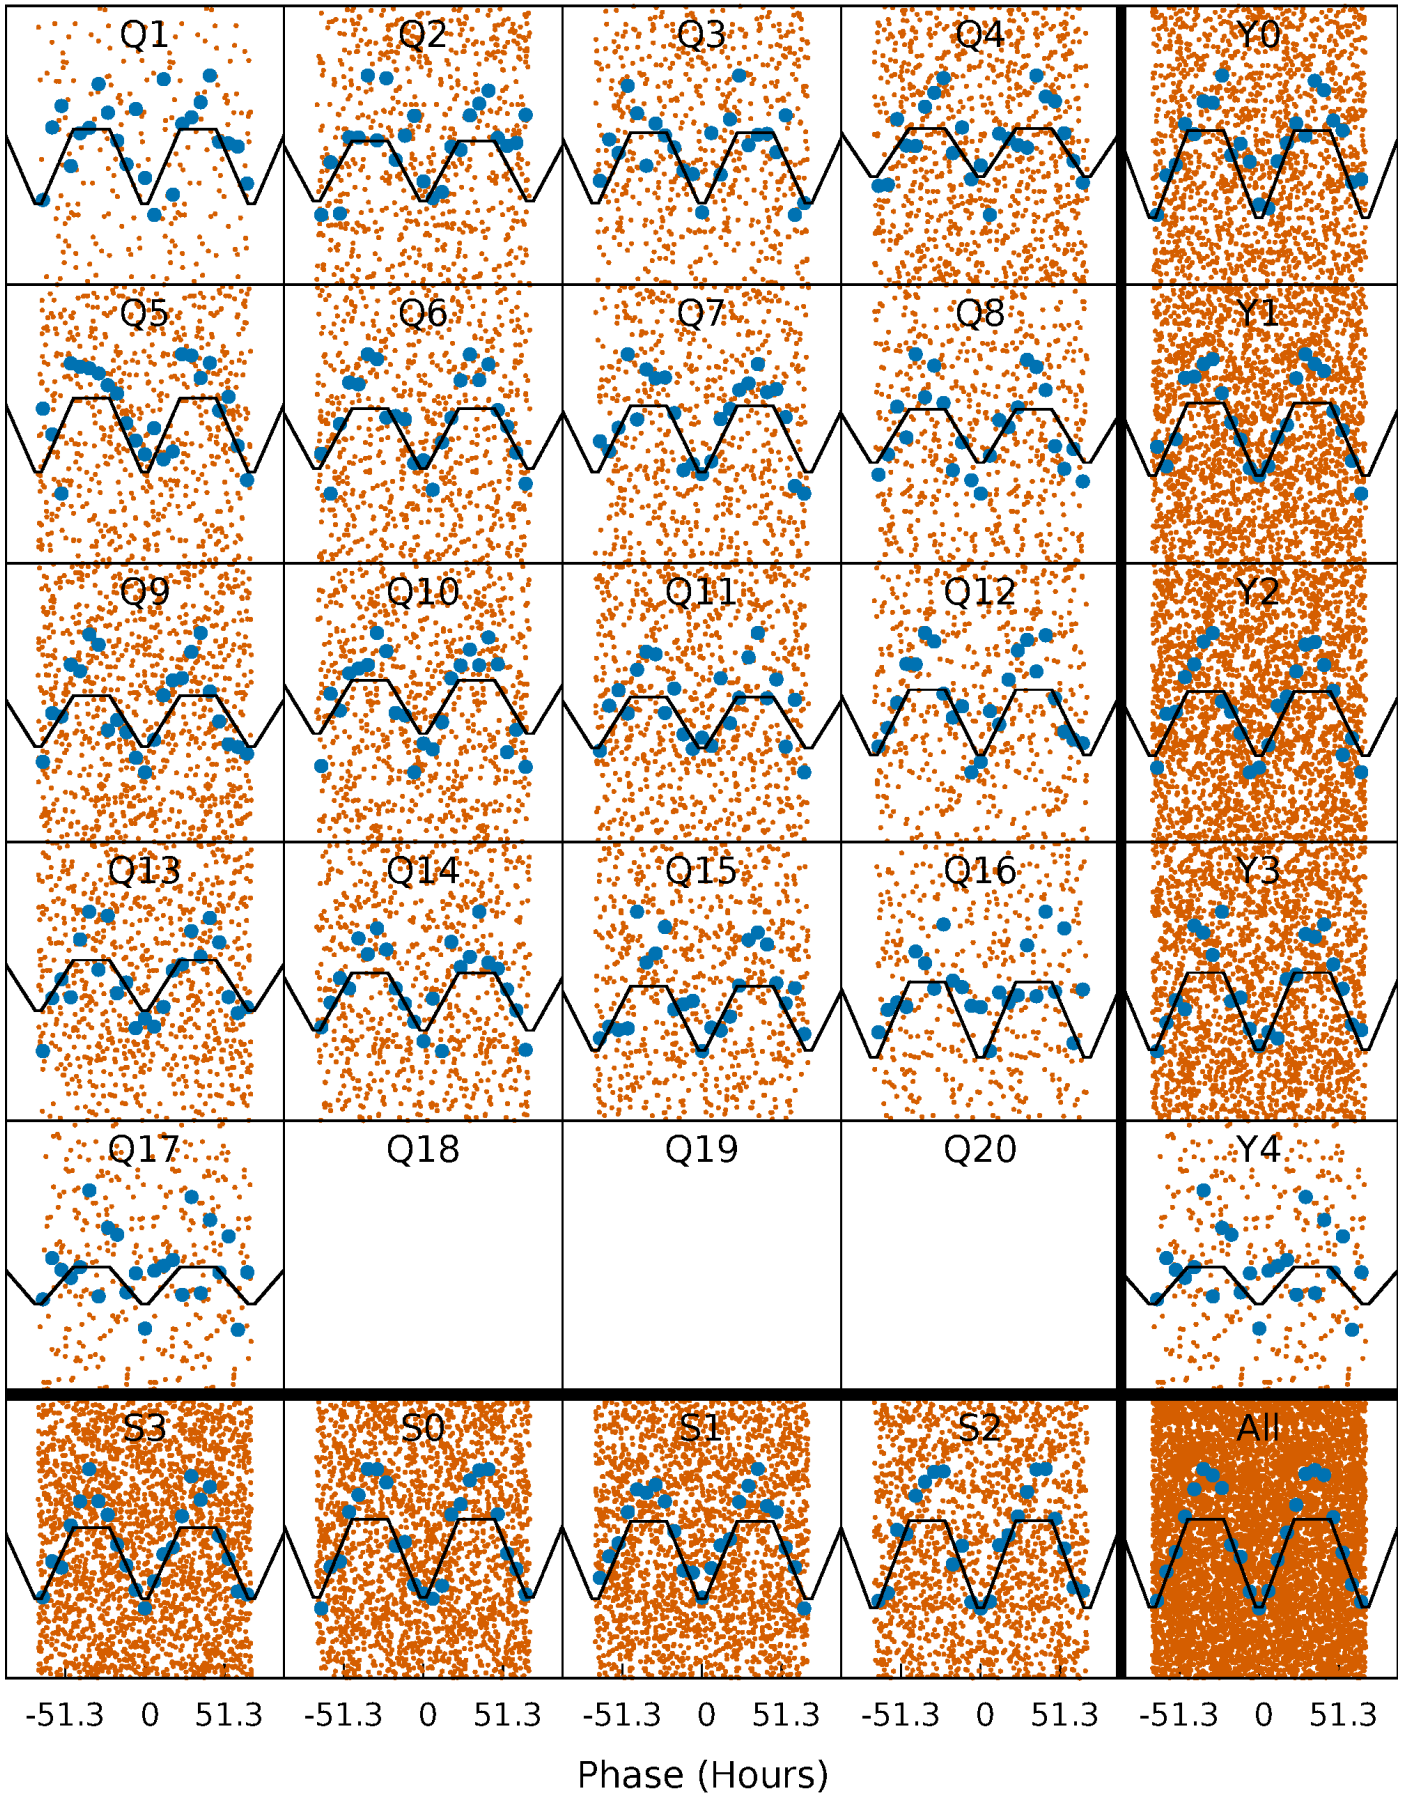 Q1 Q2 Q3 Q4 Y0
Q5 Q6 Q7 Q8 Y1
Q9 Q10 Q11 Q12 Y2
Q13 Q14 Q15 Q16 Y3
Q17 Q18 Q19 Q20 Y4
S3 S0 S1 S2 All
-51.3 0 51.3 -51.3 0 51.3 -51.3 0 51.3 -51.3 0 51.3 -51.3 0 51.3
Phase (Hours)